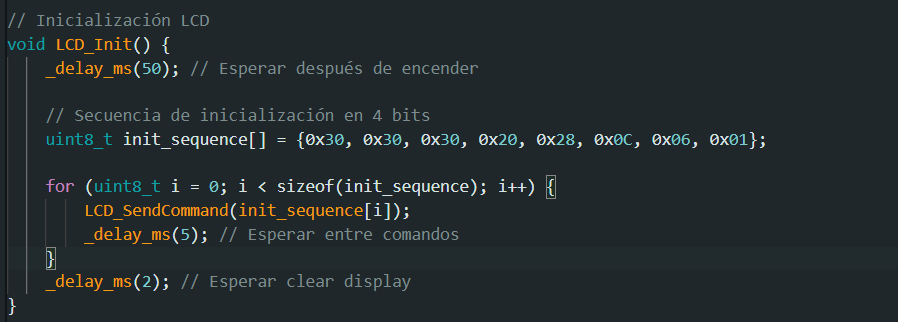 // Inicialización LCD
void LCD_Init() {
_delay_ms(50); // Esperar después de encender
// Secuencia de inicialización en 4 bits
uint8_t init_sequence[] = {0x30, 0x30, 0x30, 0x20, 0x28, 0x0C, 0x06, 0x01};
for (uint8_t i = 0; i < sizeof(init_sequence); i++) {
LCD_SendCommand(init_sequence[i]);
_delay_ms(5); // Esperar entre comandos
}
_delay_ms(2); // Esperar clear display
}